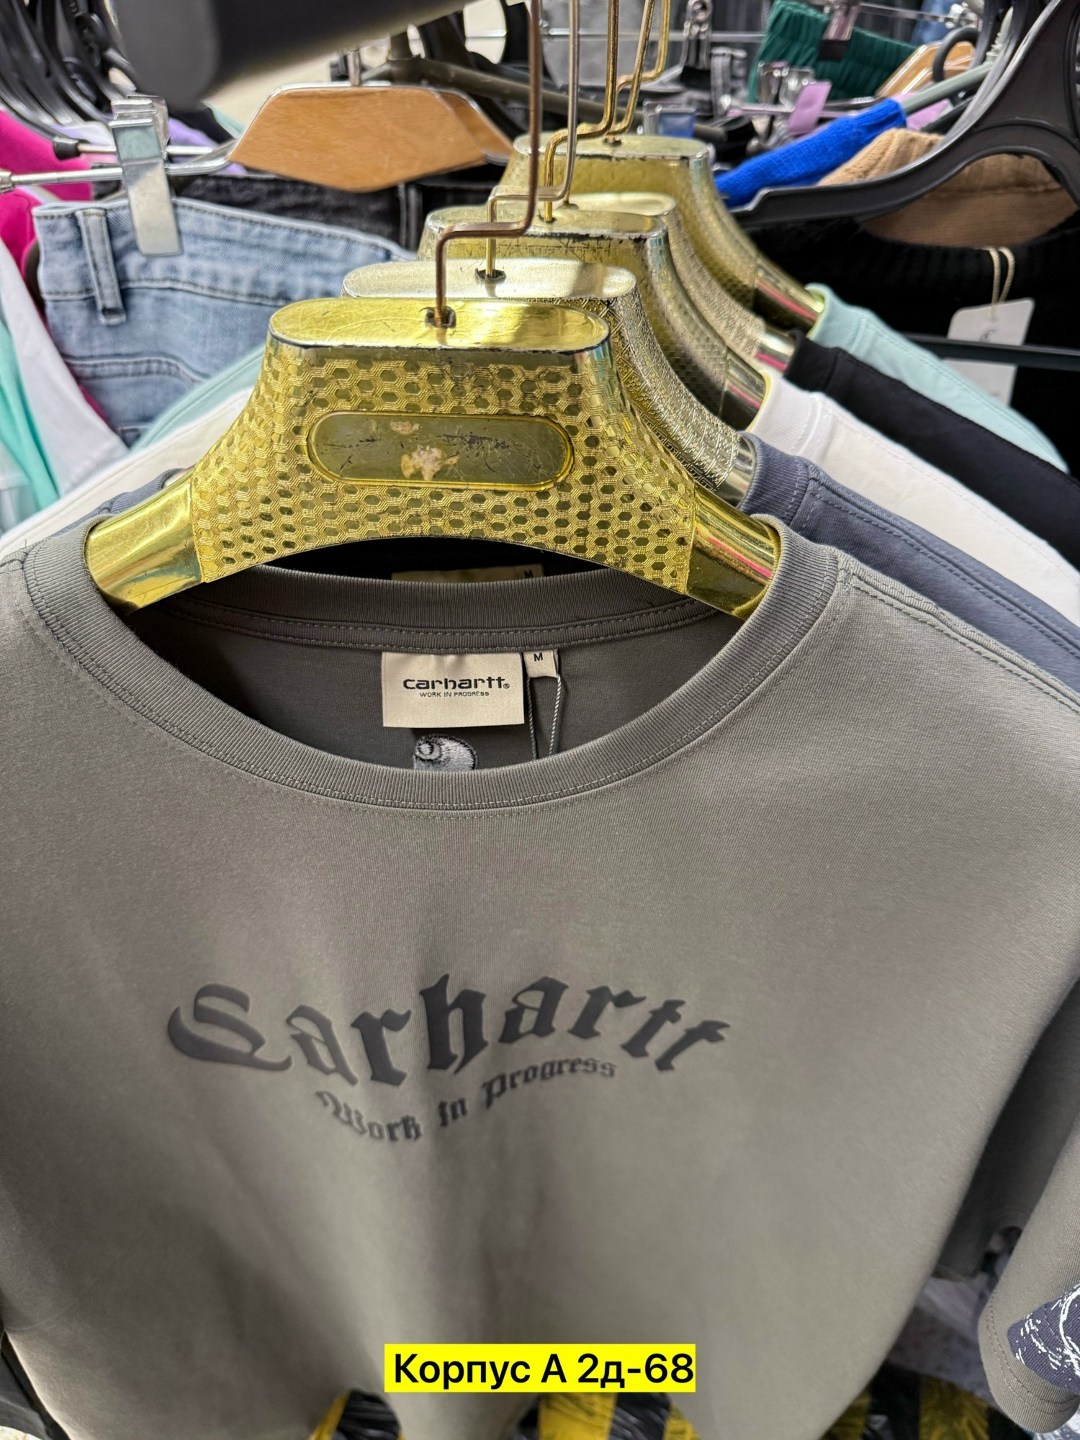 M
carhartt®
WORK IN PROGRESS
M
Carhartt
Work in Progress
Корпус А 2д-68